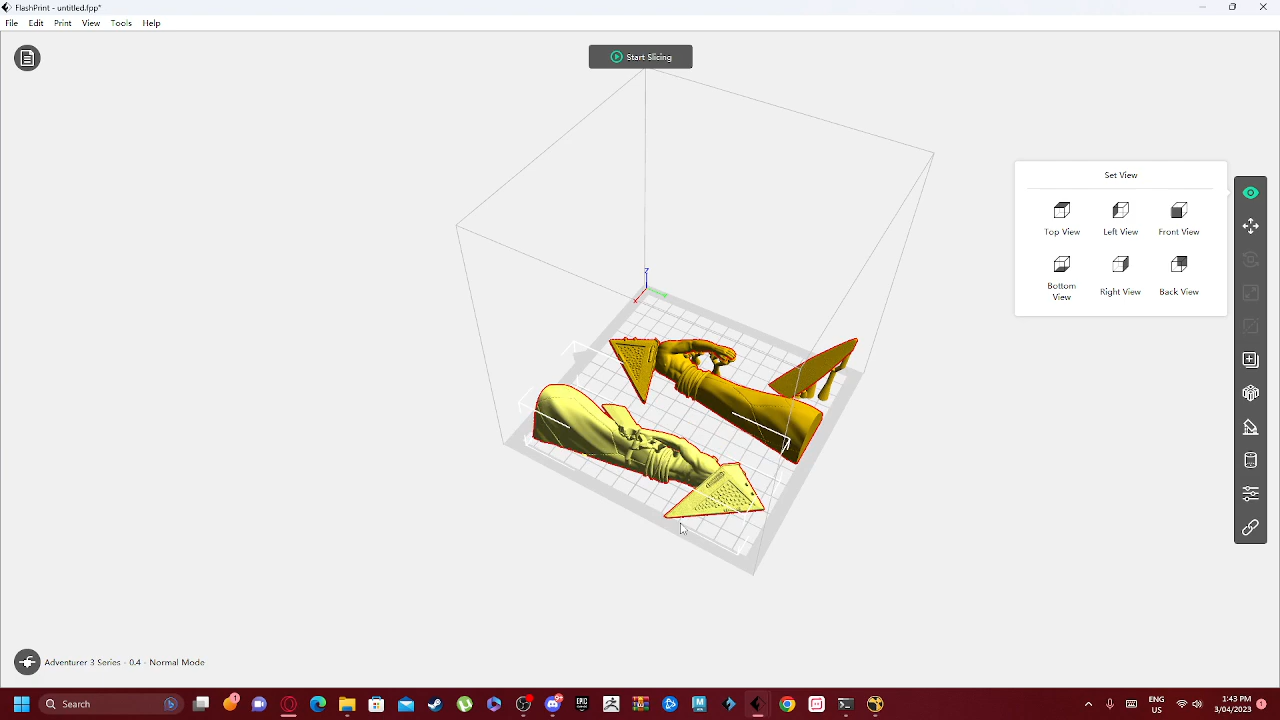 FlashPrint - untitled.fpp*
File Edit Print View Tools Help
Start Slicing
Set View
Top View Left View Front View
Bottom View Right View Back View
Z
Adventurer 3 Series - 0.4 - Normal Mode
Search
ENG
US
1:43 PM
3/04/2023